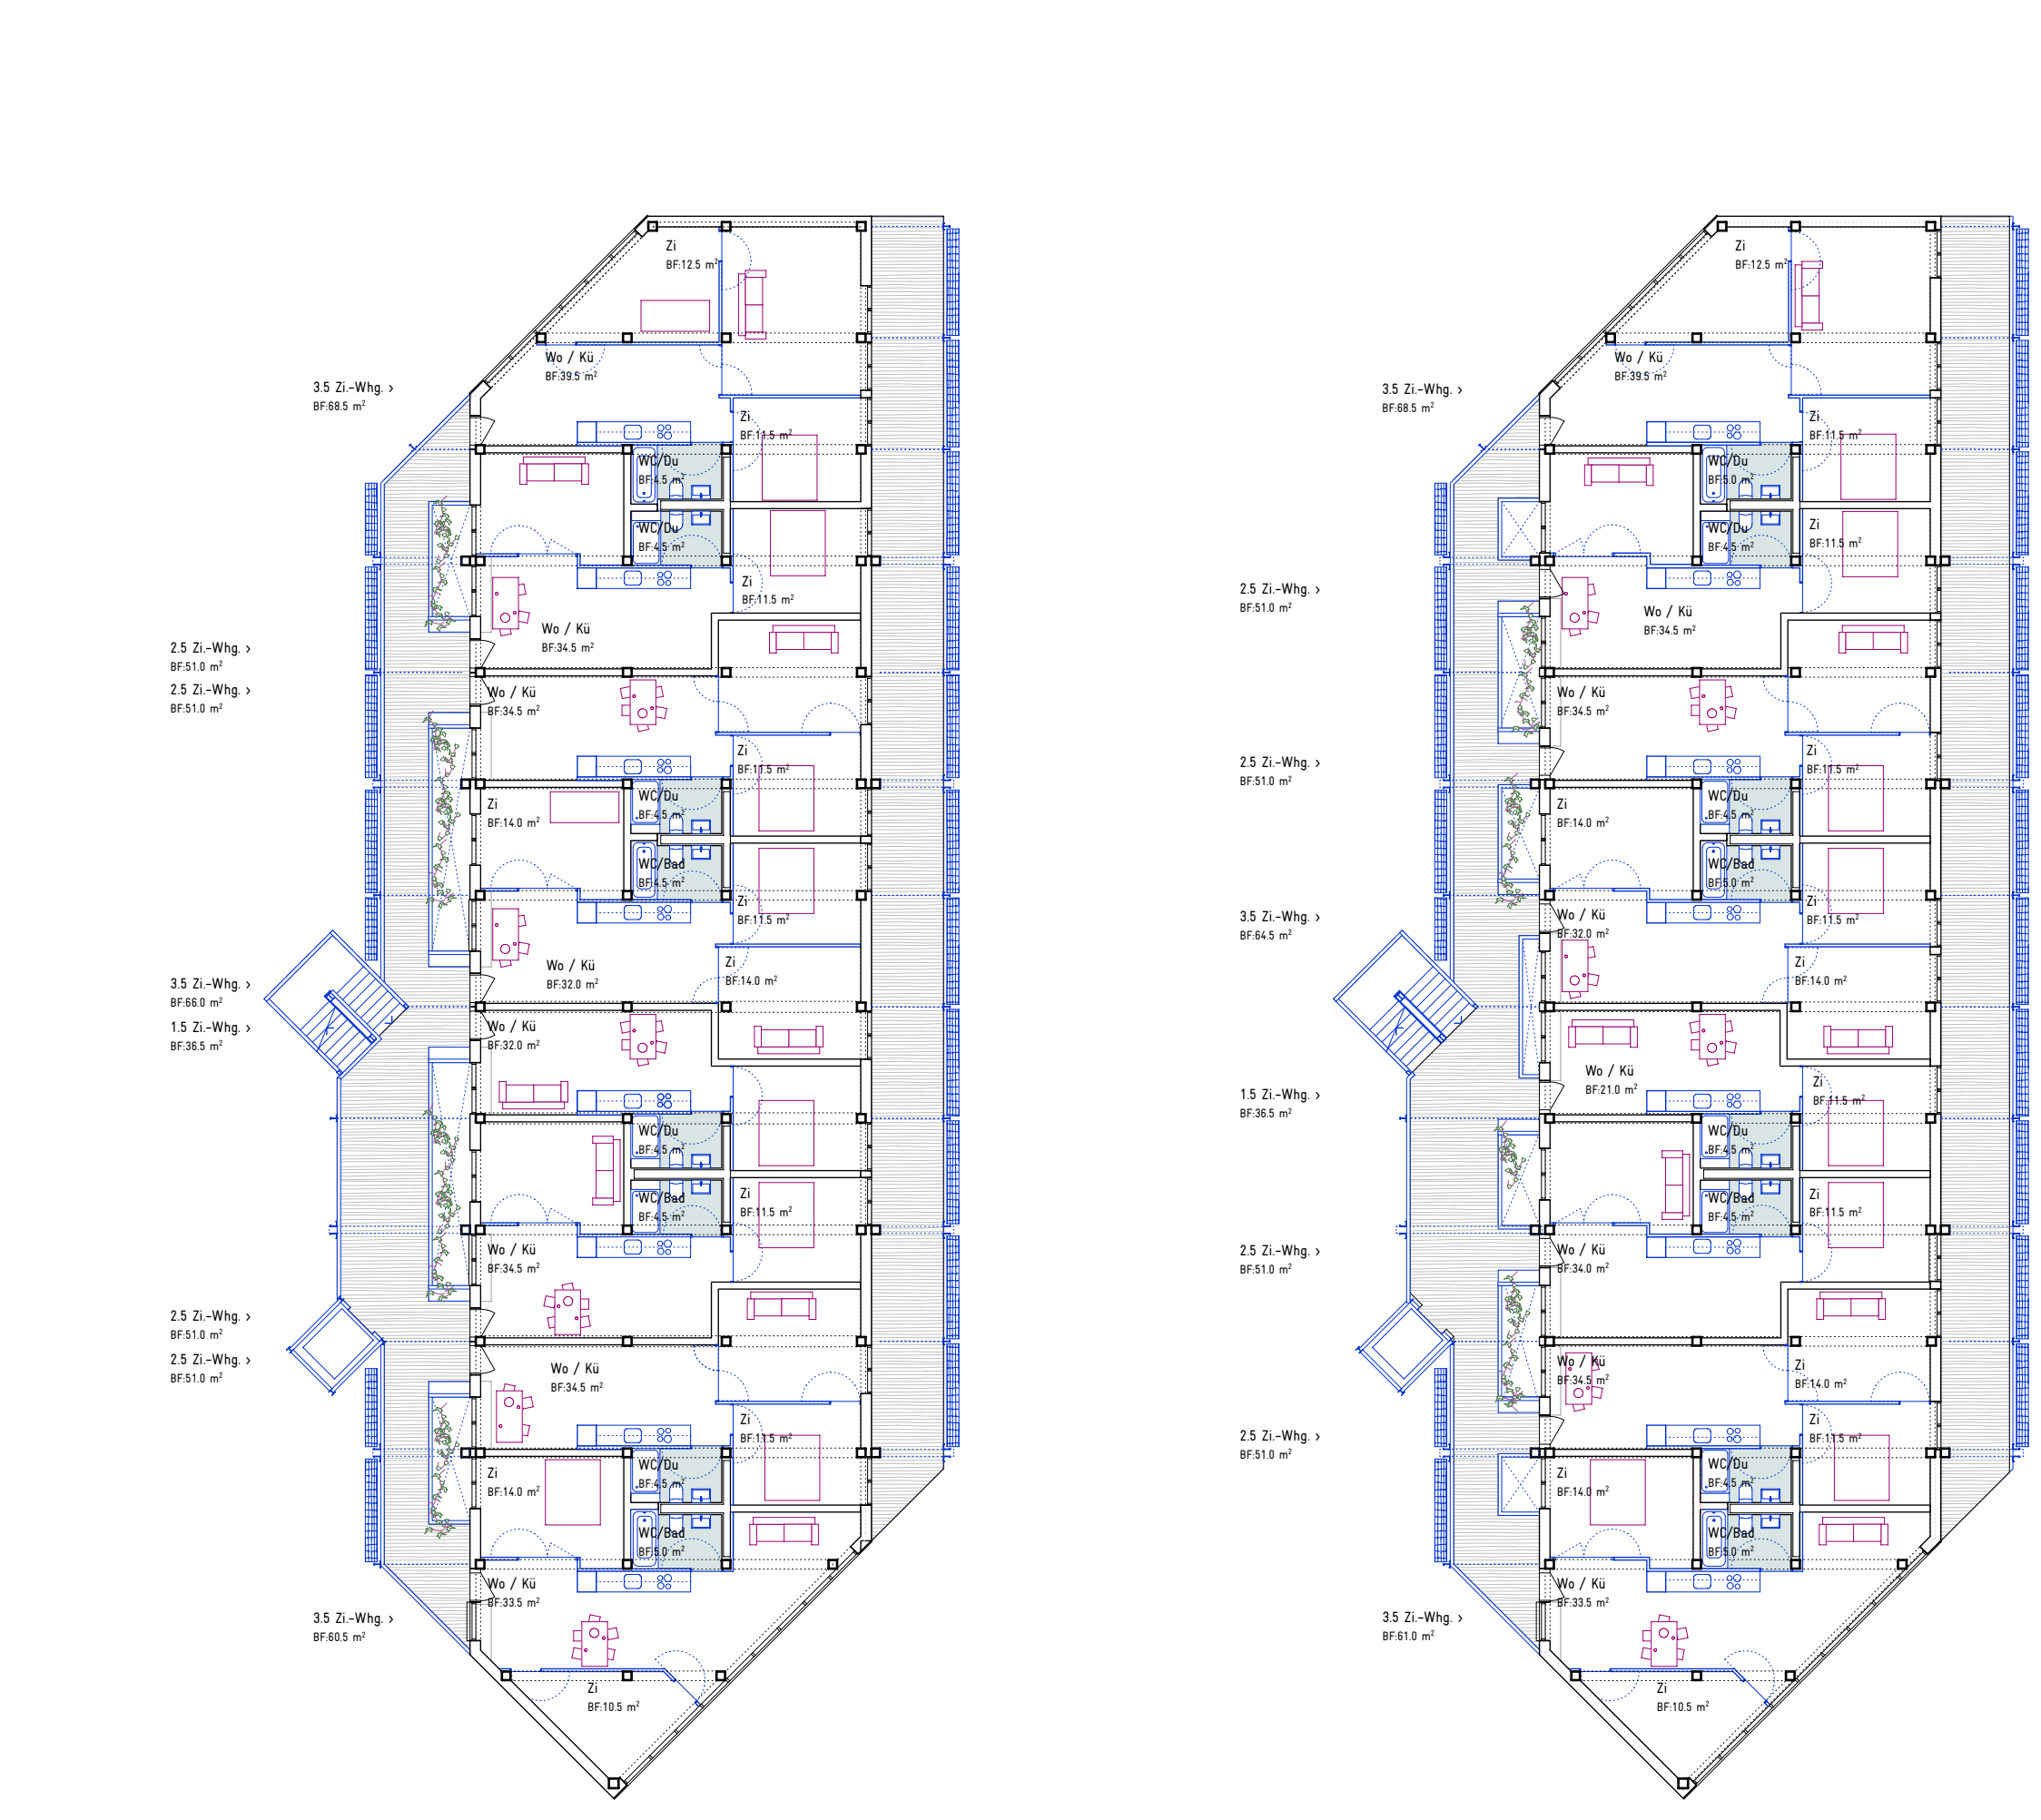 Zi
BF:12.5 m²
Wo / Kü
BF:39.5 m²
3.5 Zi.-Whg. ›
BF:68.5 m²
Zi
BF:11.5 m²
WC/Du
BF:4.5 m²
WC/Du
BF:4.5 m²
Zi
BF:11.5 m²
Wo / Kü
BF:34.5 m²
2.5 Zi.-Whg. ›
BF:51.0 m²
2.5 Zi.-Whg. ›
BF:51.0 m²
Wo / Kü
BF:34.5 m²
Zi
BF:11.5 m²
Zi
BF:14.0 m²
WC/Du
BF:4.5 m²
WC/Bad
BF:4.5 m²
Zi
BF:11.5 m²
Wo / Kü
BF:32.0 m²
Zi
BF:14.0 m²
3.5 Zi.-Whg. ›
BF:66.0 m²
1.5 Zi.-Whg. ›
BF:36.5 m²
Wo / Kü
BF:32.0 m²
WC/Du
BF:4.5 m²
WC/Bad
BF:4.5 m²
Zi
BF:11.5 m²
Wo / Kü
BF:34.5 m²
2.5 Zi.-Whg. ›
BF:51.0 m²
2.5 Zi.-Whg. ›
BF:51.0 m²
Wo / Kü
BF:34.5 m²
Zi
BF:11.5 m²
Zi
BF:14.0 m²
WC/Du
BF:4.5 m²
WC/Bad
BF:5.0 m²
Wo / Kü
BF:33.5 m²
3.5 Zi.-Whg. ›
BF:60.5 m²
Zi
BF:10.5 m²
Zi
BF:12.5 m²
Wo / Kü
BF:39.5 m²
3.5 Zi.-Whg. ›
BF:68.5 m²
Zi
BF:11.5 m²
WC/Du
BF:5.0 m²
WC/Du
BF:4.5 m²
Zi
BF:11.5 m²
2.5 Zi.-Whg. ›
BF:51.0 m²
Wo / Kü
BF:34.5 m²
Wo / Kü
BF:34.5 m²
2.5 Zi.-Whg. ›
BF:51.0 m²
Zi
BF:11.5 m²
Zi
BF:14.0 m²
WC/Du
BF:4.5 m²
WC/Bad
BF:5.0 m²
Zi
BF:11.5 m²
3.5 Zi.-Whg. ›
BF:64.5 m²
Wo / Kü
BF:32.0 m²
Zi
BF:14.0 m²
Wo / Kü
BF:21.0 m²
1.5 Zi.-Whg. ›
BF:36.5 m²
Zi
BF:11.5 m²
WC/Du
BF:4.5 m²
WC/Bad
BF:4.5 m²
Zi
BF:11.5 m²
2.5 Zi.-Whg. ›
BF:51.0 m²
Wo / Kü
BF:34.0 m²
Wo / Kü
BF:34.5 m²
Zi
BF:14.0 m²
2.5 Zi.-Whg. ›
BF:51.0 m²
Zi
BF:11.5 m²
Zi
BF:14.0 m²
WC/Du
BF:4.5 m²
WC/Bad
BF:5.0 m²
Wo / Kü
BF:33.5 m²
3.5 Zi.-Whg. ›
BF:61.0 m²
Zi
BF:10.5 m²